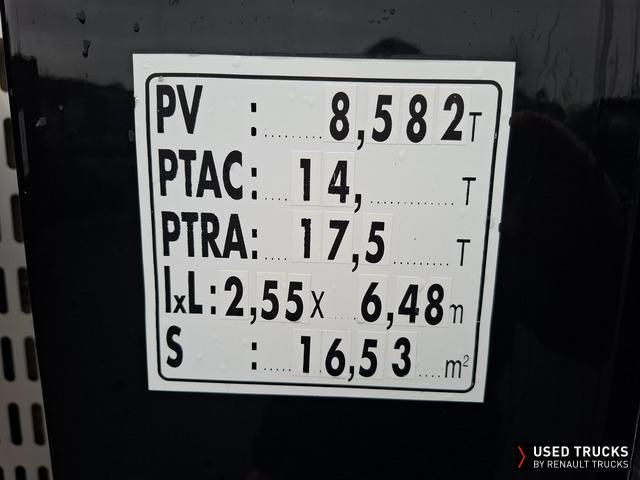 PV : ........ 8,582 T
PTAC: ..... 14, ............ T
PTRA: ..... 17,5 .......... T
lxL: 2,55 x .... 6,48 m
S : ..... 16,53 .... m²
USED TRUCKS
BY RENAULT TRUCKS